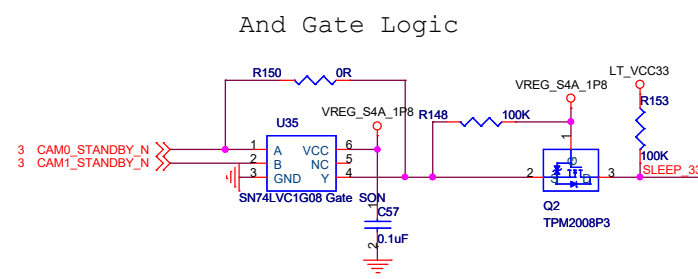 And Gate Logic
R150 0R
LT_VCC33
VREG_S4A_1P8
R153
U35
VREG_S4A_1P8
R148 100K
3 CAM0_STANDBY_N 1 A VCC 6
3 CAM1_STANDBY_N 2 B NC 5
3 GND Y 4
1
G
100K
SLEEP_33
2 S D 3
SN74LVC1G08 Gate SON
1
C57
Q2
TPM2008P3
0.1uF
2